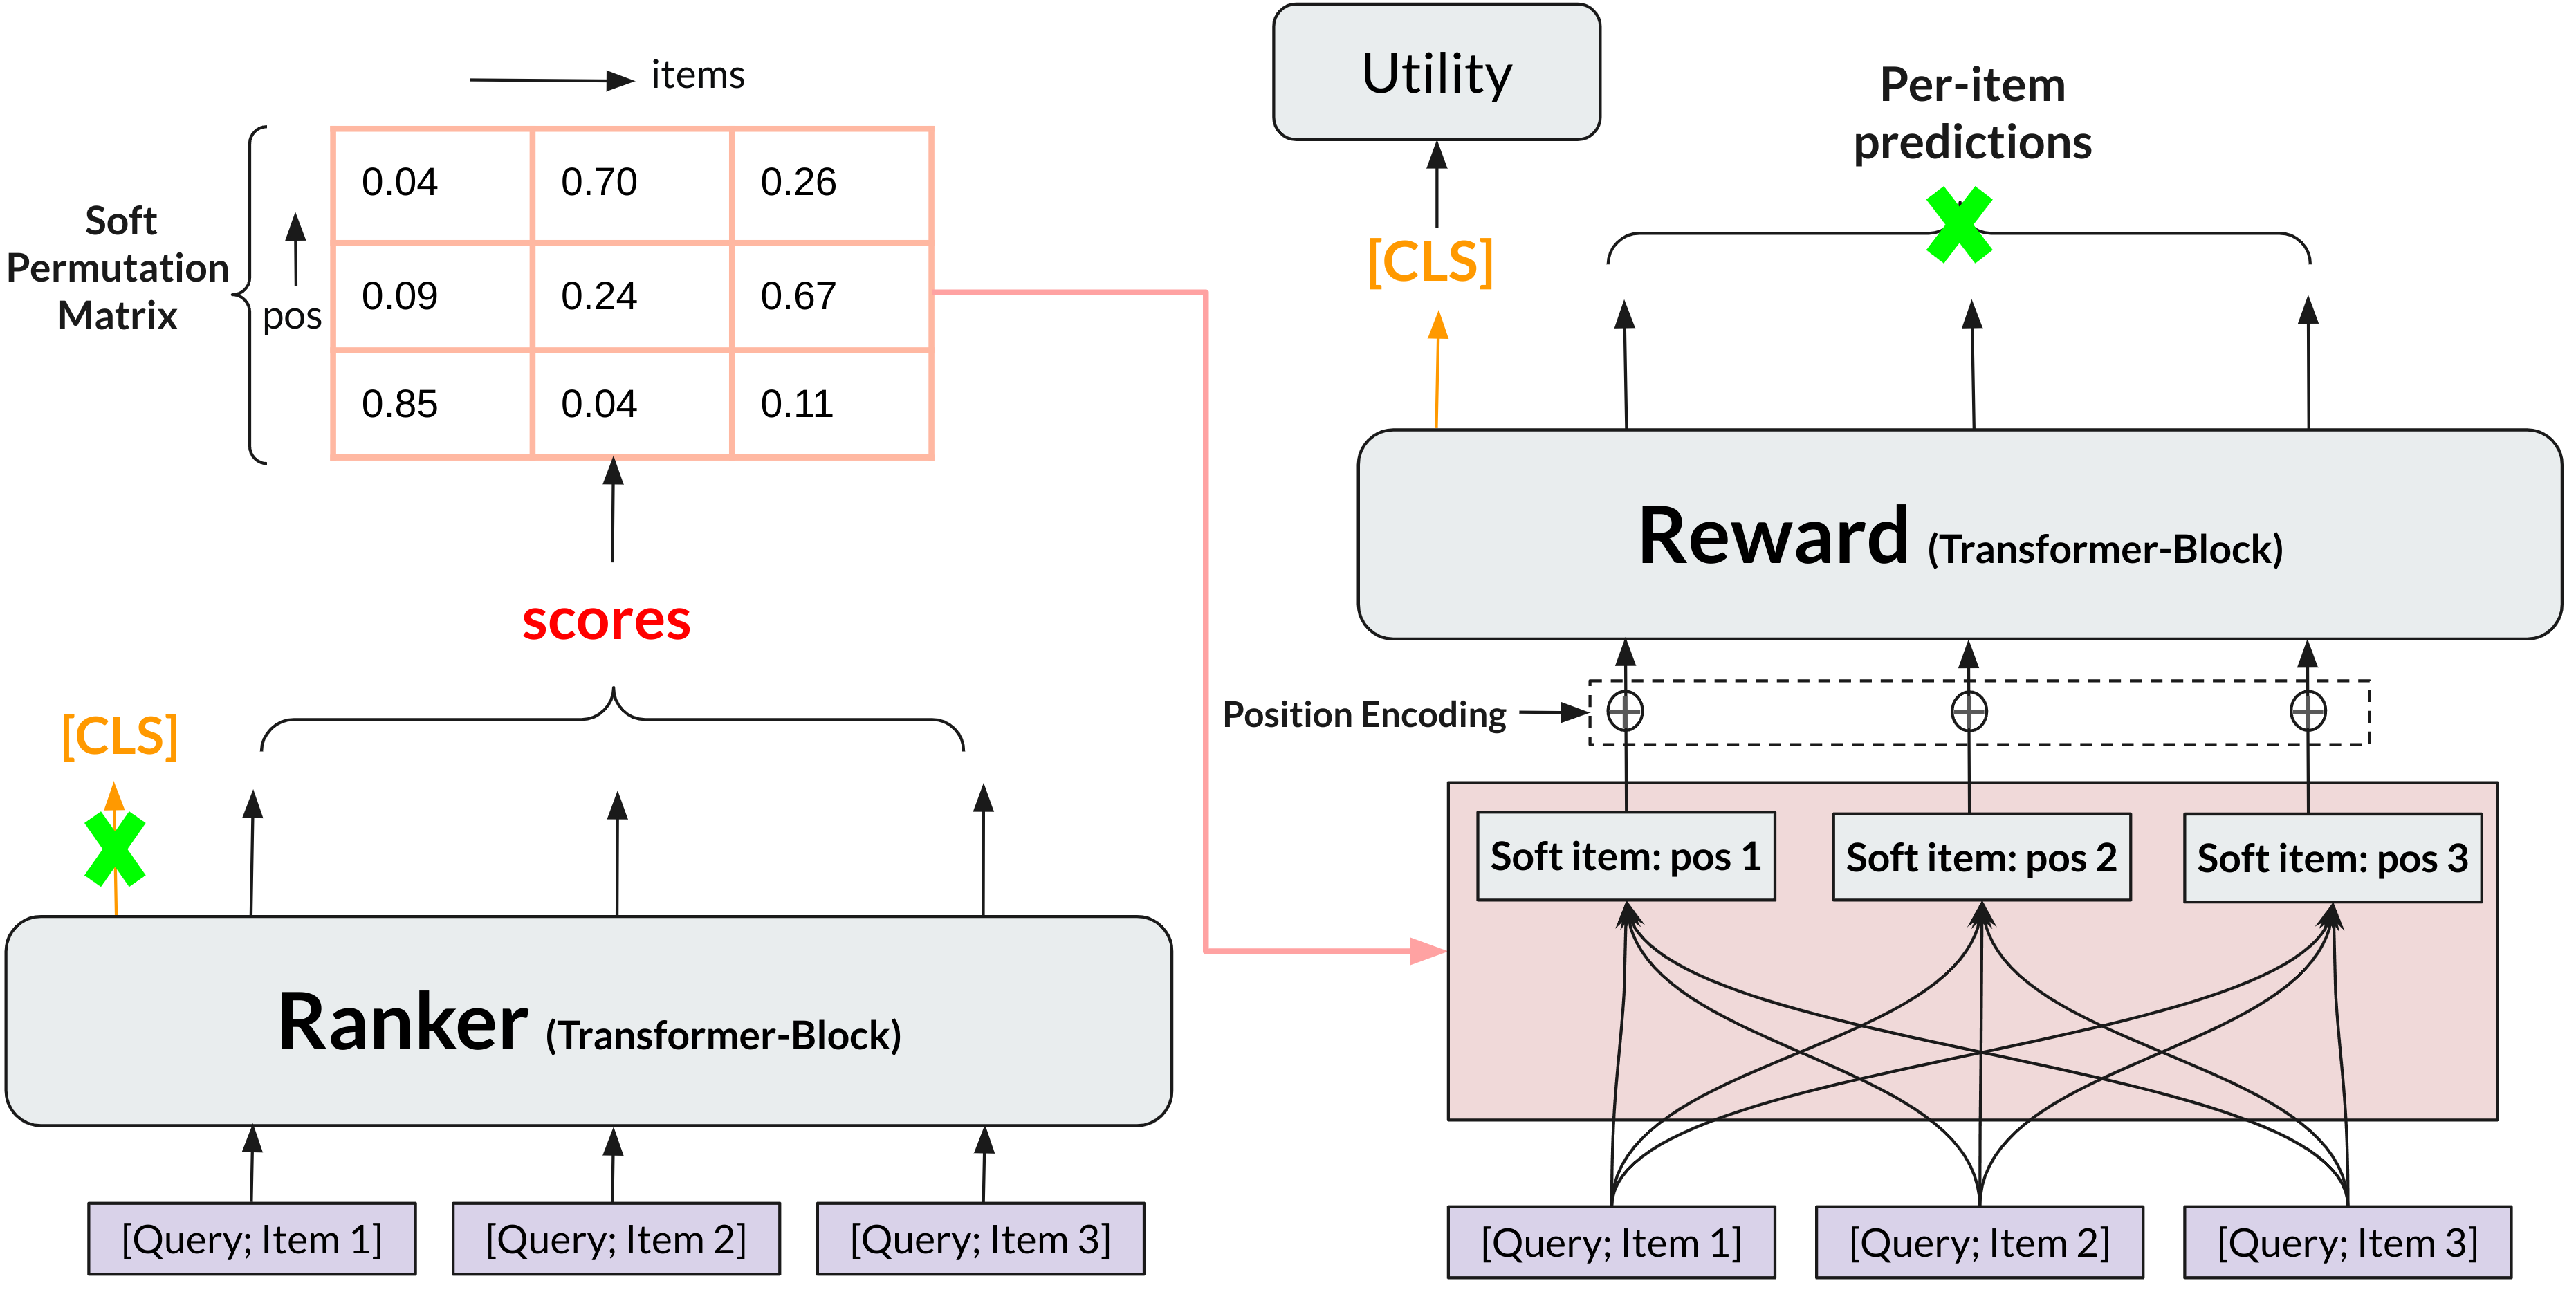 items
Soft
Permutation
Matrix
pos
0.04 0.70 0.26
0.09 0.24 0.67
0.85 0.04 0.11
scores
[CLS]
Ranker (Transformer-Block)
[Query; Item 1] [Query; Item 2] [Query; Item 3]
Utility
[CLS]
Per-item
predictions
Reward (Transformer-Block)
Position Encoding
Soft item: pos 1 Soft item: pos 2 Soft item: pos 3
[Query; Item 1] [Query; Item 2] [Query; Item 3]